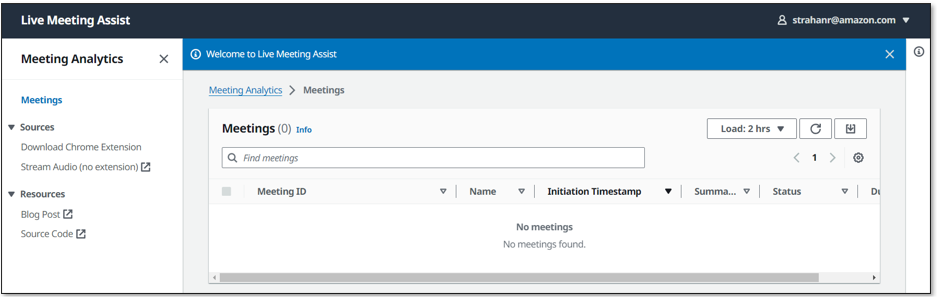 Live Meeting Assist
strahanr@amazon.com
Meeting Analytics
Welcome to Live Meeting Assist
Meetings
Sources
Download Chrome Extension
Stream Audio (no extension)
Resources
Blog Post
Source Code
Meeting Analytics > Meetings
Meetings (0) Info
Load: 2 hrs
Find meetings
1
Meeting ID Name Initiation Timestamp Summa... Status Du
No meetings
No meetings found.